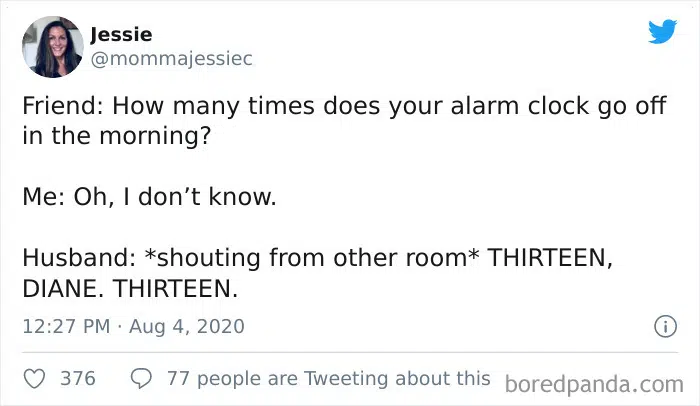 Jessie
@mommajessiec
Friend: How many times does your alarm clock go off
in the morning?
Me: Oh, I don’t know.
Husband: *shouting from other room* THIRTEEN,
DIANE. THIRTEEN.
12:27 PM · Aug 4, 2020
376 77 people are Tweeting about this
boredpanda.com